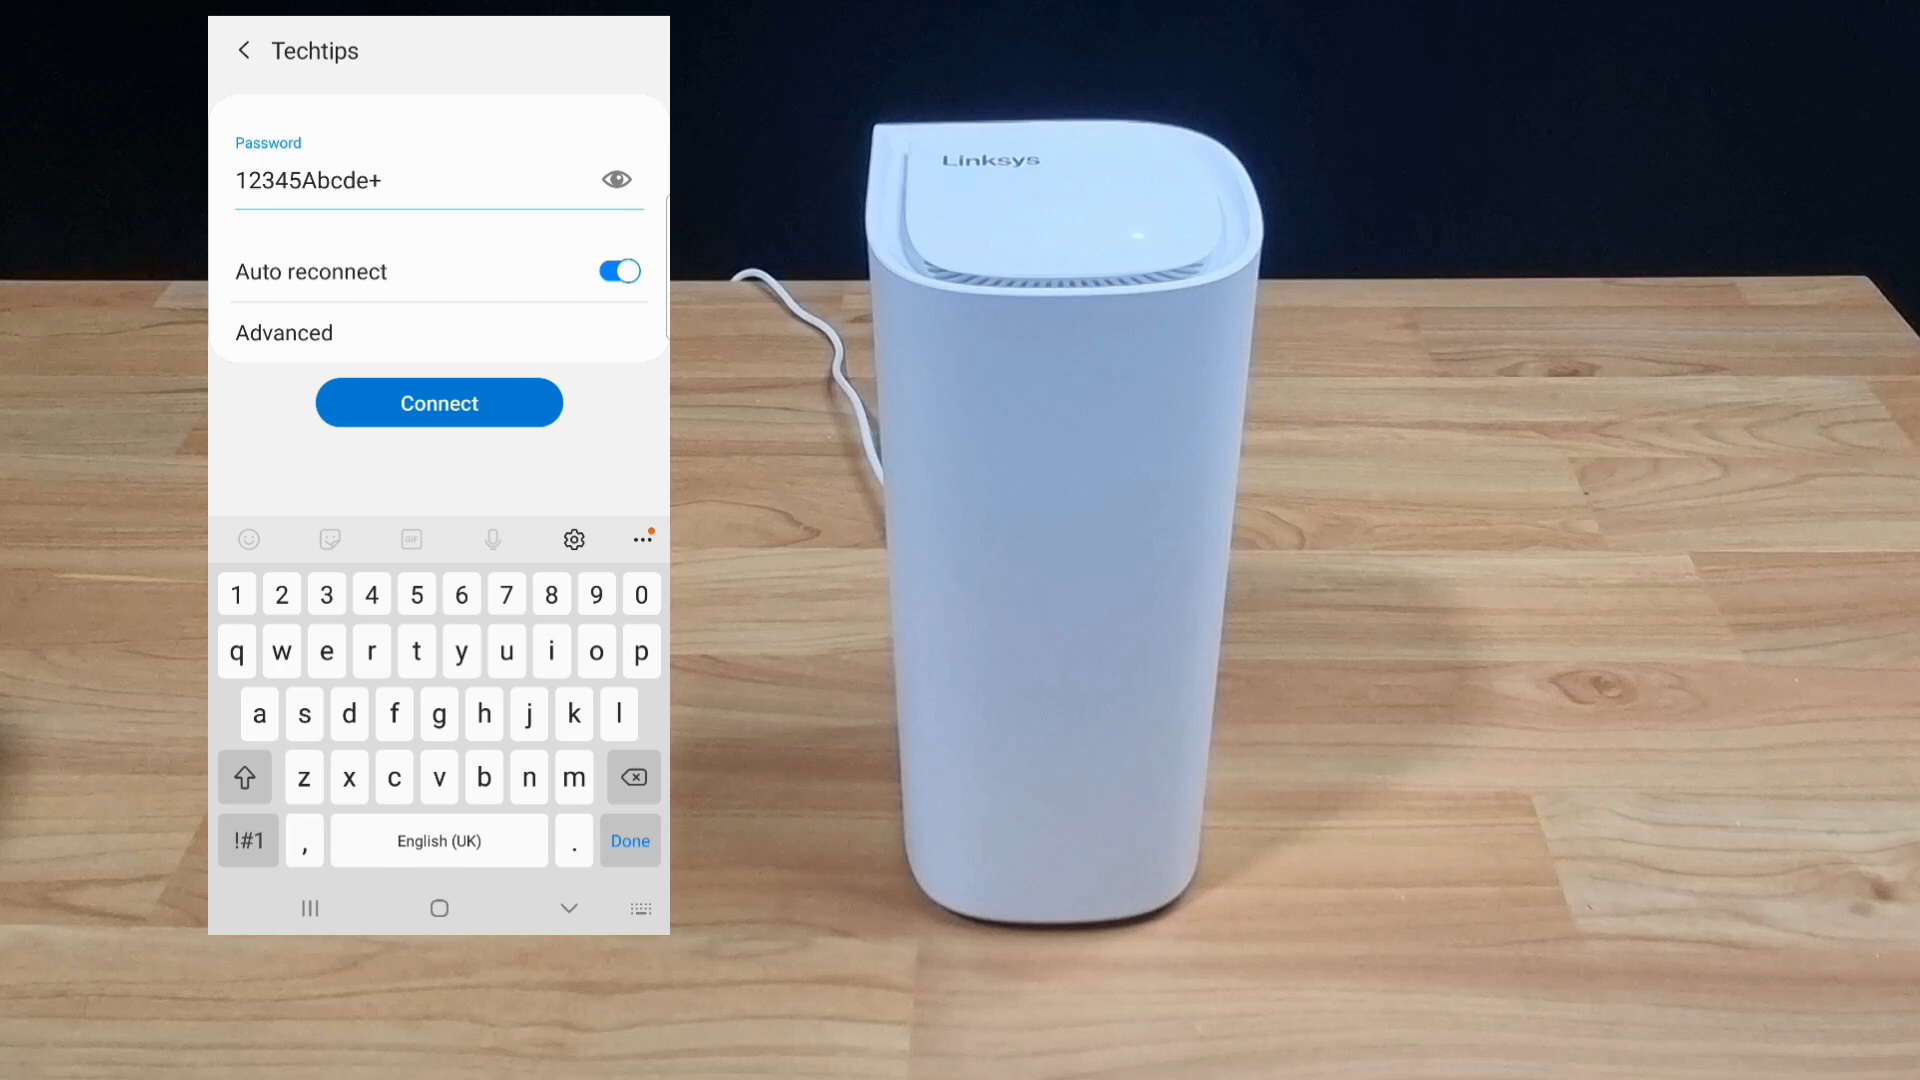 Techtips
Password
12345Abcde+
Auto reconnect
Advanced
Connect
GIF
1 2 3 4 5 6 7 8 9 0
q w e r t y u i o p
a s d f g h j k l
z x c v b n m
!#1 , English (UK) . Done
Linksys